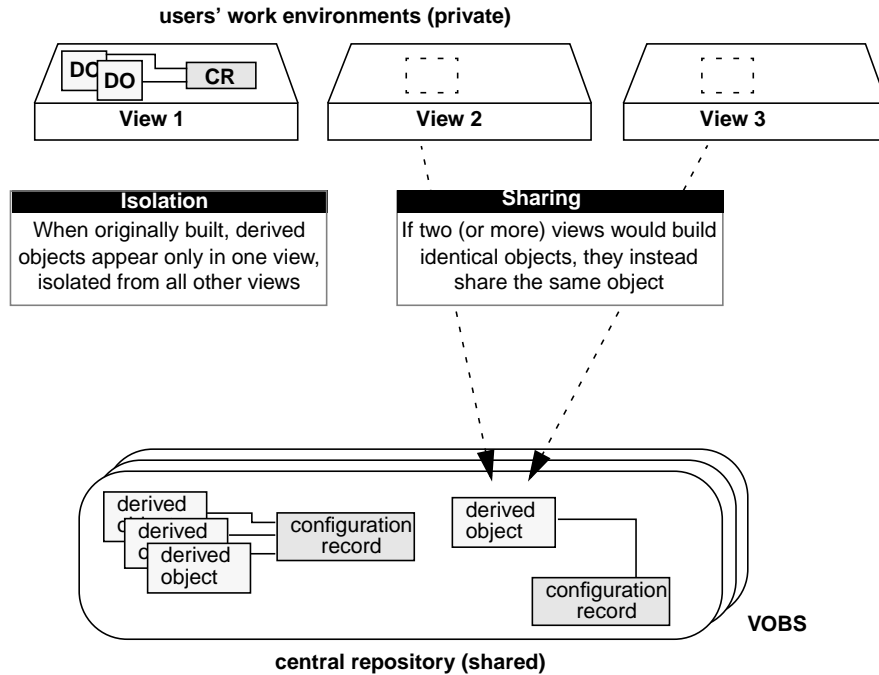 users' work environments (private)
DO
DO
CR
View 1
View 2
View 3
Isolation
When originally built, derived
objects appear only in one view,
isolated from all other views
Sharing
If two (or more) views would build
identical objects, they instead
share the same object
derived
derived
derived
object
configuration
record
derived
object
configuration
record
VOBS
central repository (shared)